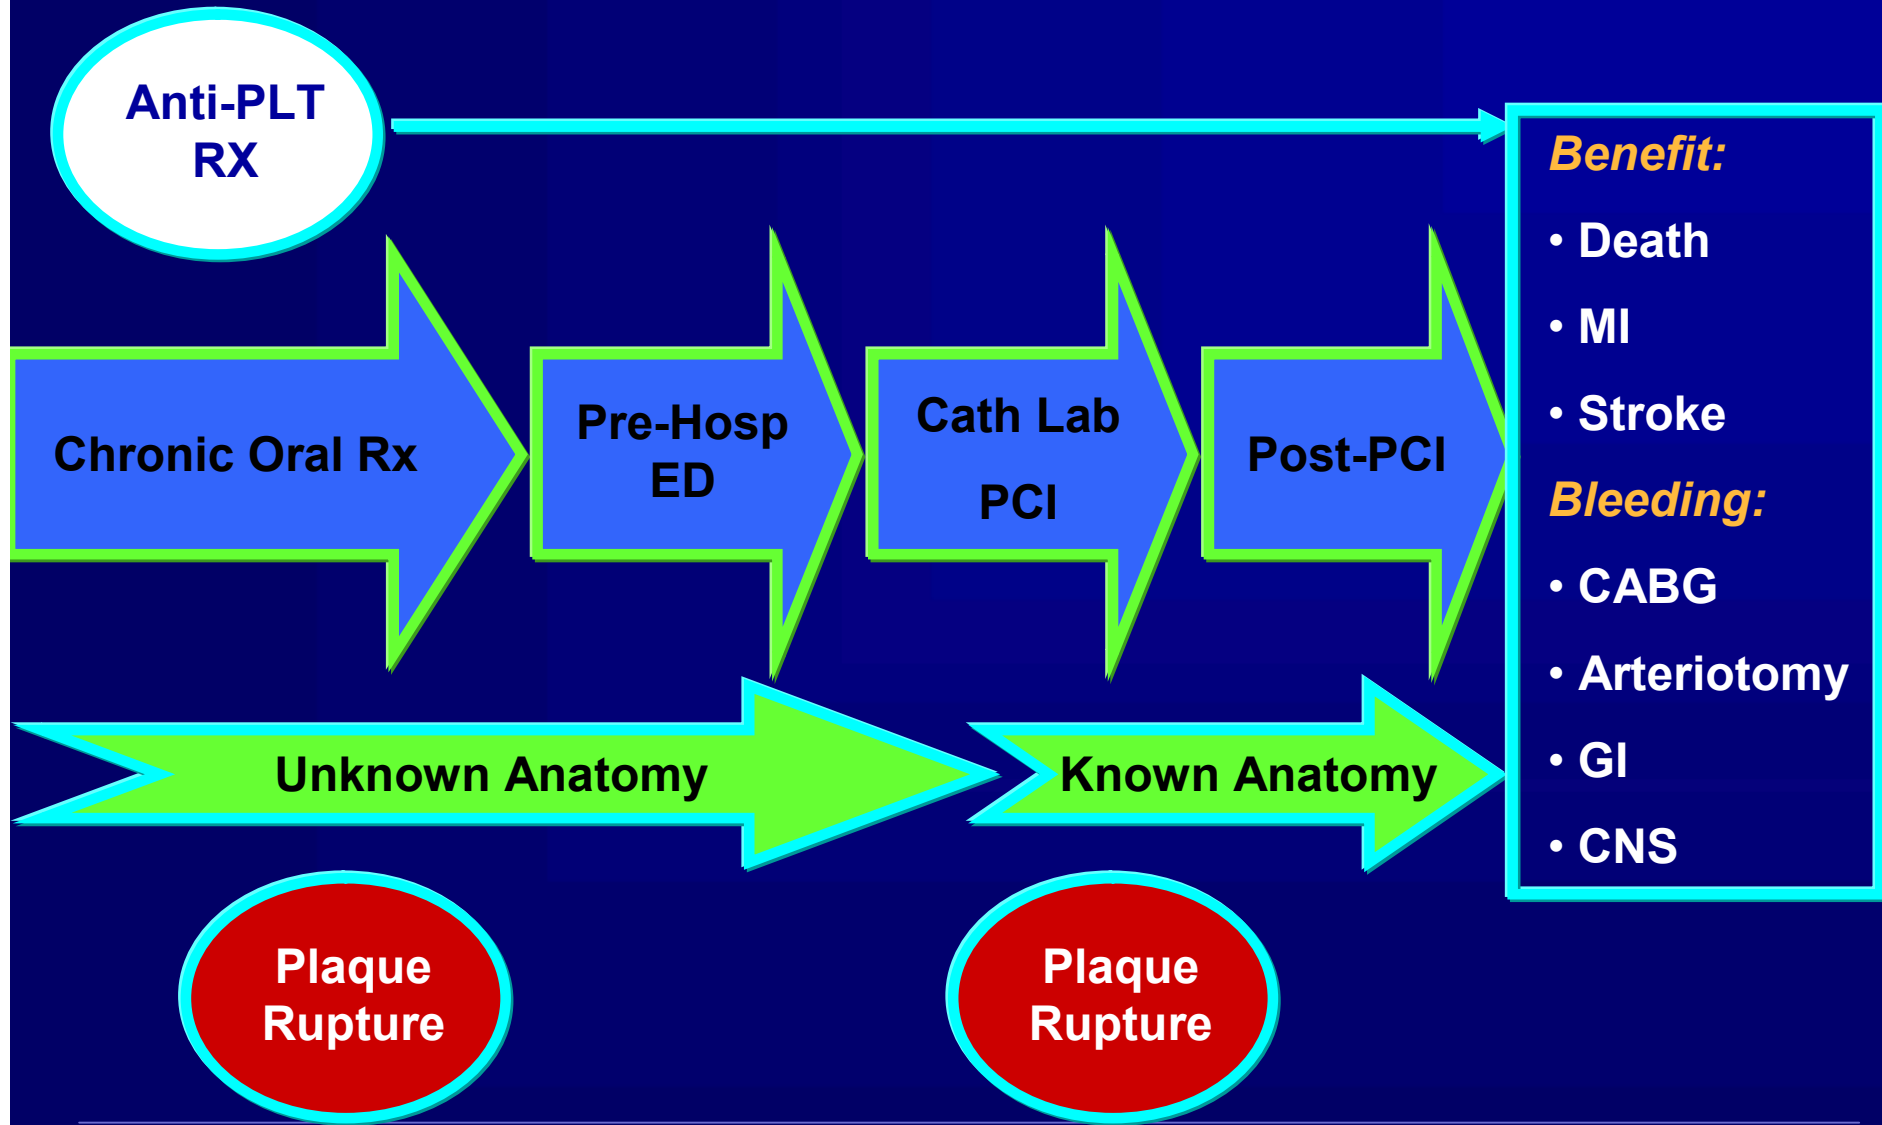 Anti-PLT
RX
Chronic Oral Rx
Pre-Hosp
ED
Cath Lab
PCI
Post-PCI
Unknown Anatomy
Known Anatomy
Plaque
Rupture
Plaque
Rupture
Benefit:
• Death
• MI
• Stroke
Bleeding:
• CABG
• Arteriotomy
• GI
• CNS